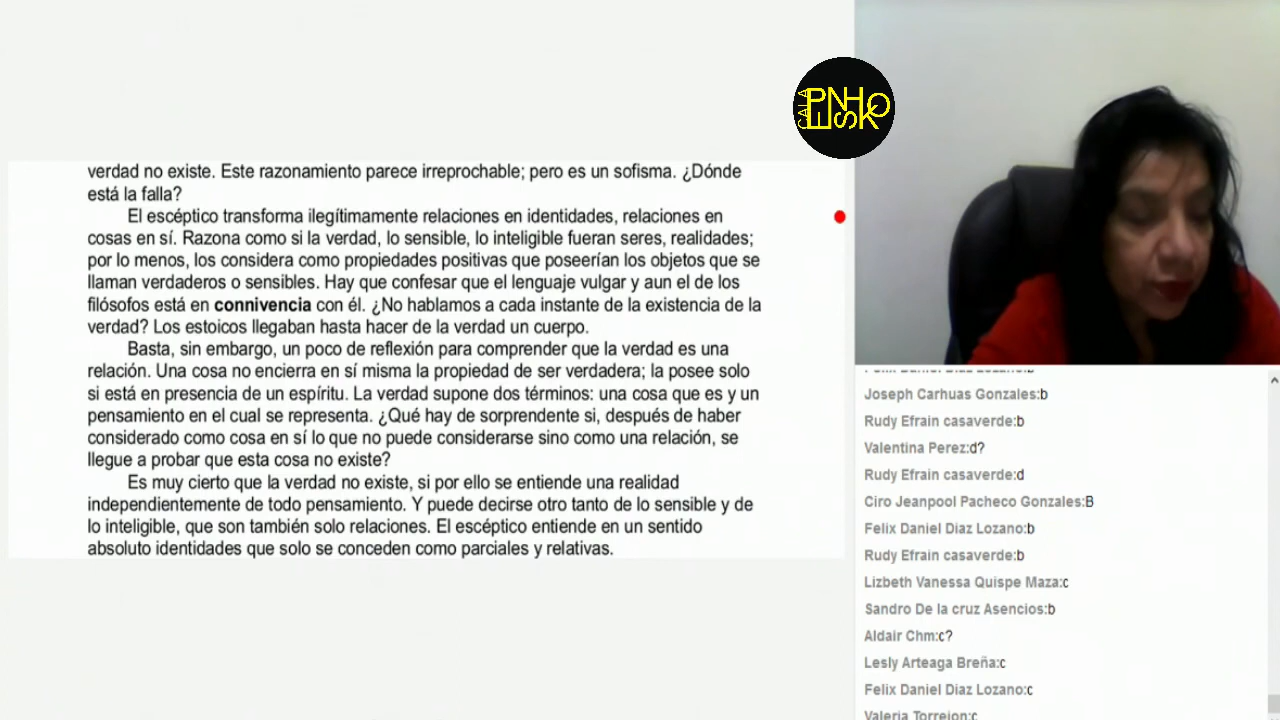 verdad no existe. Este razonamiento parece irreprochable; pero es un sofisma. ¿Dónde
está la falla?
El escéptico transforma ilegítimamente relaciones en identidades, relaciones en
cosas en sí. Razona como si la verdad, lo sensible, lo inteligible fueran seres, realidades;
por lo menos, los considera como propiedades positivas que poseerían los objetos que se
llaman verdaderos o sensibles. Hay que confesar que el lenguaje vulgar y aun el de los
filósofos está en connivencia con él. ¿No hablamos a cada instante de la existencia de la
verdad? Los estoicos llegaban hasta hacer de la verdad un cuerpo.
Basta, sin embargo, un poco de reflexión para comprender que la verdad es una
relación. Una cosa no encierra en sí misma la propiedad de ser verdadera; la posee solo
si está en presencia de un espíritu. La verdad supone dos términos: una cosa que es y un
pensamiento en el cual se representa. ¿Qué hay de sorprendente si, después de haber
considerado como cosa en sí lo que no puede considerarse sino como una relación, se
llegue a probar que esta cosa no existe?
Es muy cierto que la verdad no existe, si por ello se entiende una realidad
independientemente de todo pensamiento. Y puede decirse otro tanto de lo sensible y de
lo inteligible, que son también solo relaciones. El escéptico entiende en un sentido
absoluto identidades que solo se conceden como parciales y relativas.
CALA
Felix Daniel Diaz Lozano:b
Joseph Carhuas Gonzales:b
Rudy Efrain casaverde:b
Valentina Perez:d?
Rudy Efrain casaverde:d
Ciro Jeanpool Pacheco Gonzales:B
Felix Daniel Diaz Lozano:b
Rudy Efrain casaverde:b
Lizbeth Vanessa Quispe Maza:c
Sandro De la cruz Asencios:b
Aldair Chm:c?
Lesly Arteaga Breña:c
Felix Daniel Diaz Lozano:c
Valeria Torrejon:c